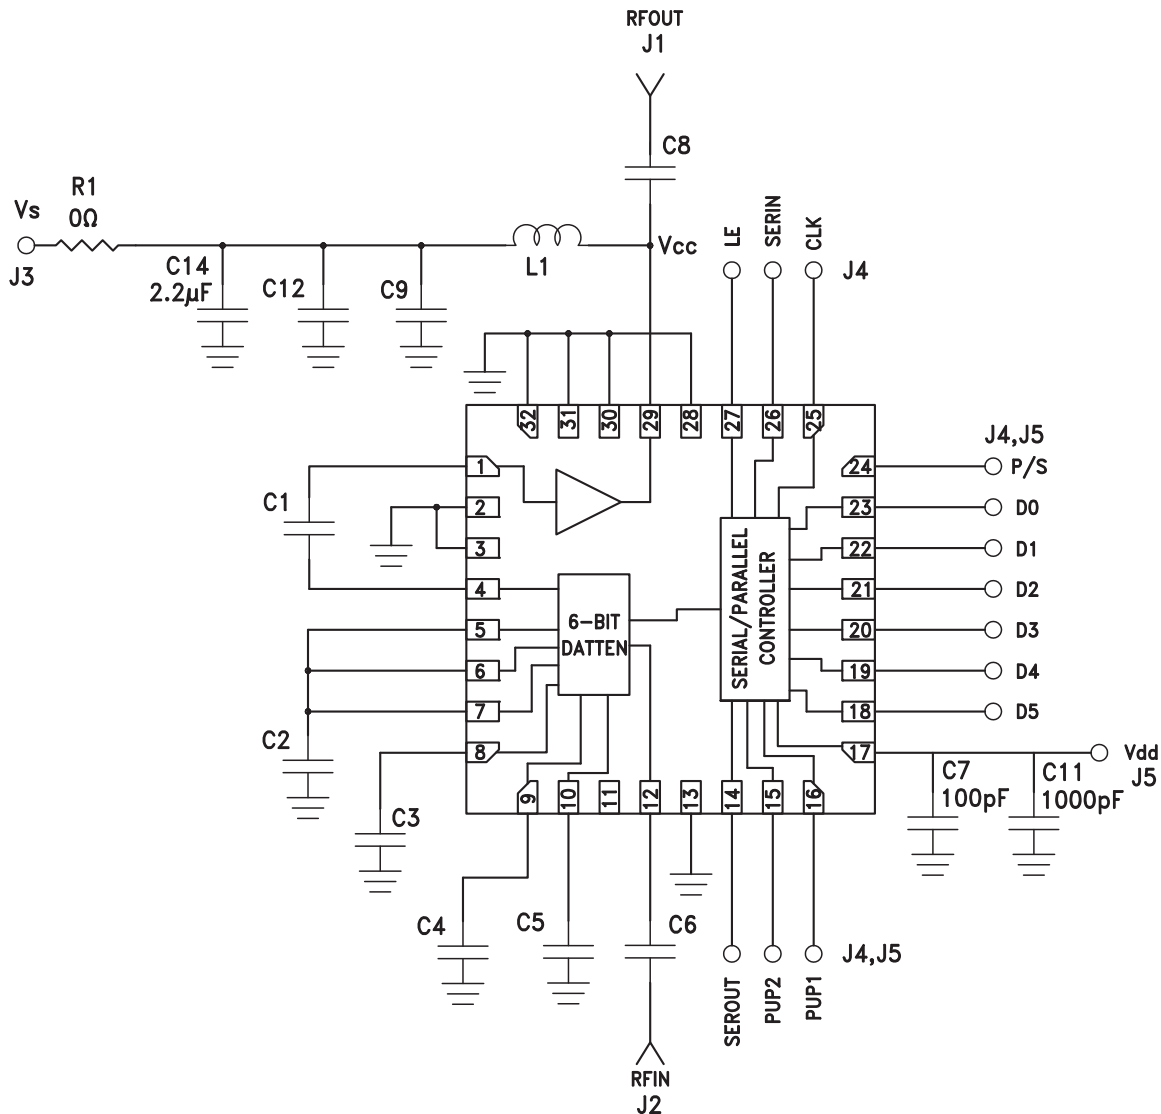 RFOUT
J1
C8
R1
0Ω
Vs
J3
C14
2.2µF
C12
C9
L1
Vcc
LE
SERIN
CLK
J4
32
31
30
29
28
27
26
25
J4,J5
1
24
P/S
C1
2
23
D0
3
22
D1
4
21
D2
6-BIT
DATTEN
SERIAL/PARALLEL
CONTROLLER
5
20
D3
6
19
D4
7
18
D5
C2
8
17
Vdd
J5
C7
100pF
C11
1000pF
9
10
11
12
13
14
15
16
C3
C4
C5
C6
J4,J5
SEROUT
PUP2
PUP1
RFIN
J2